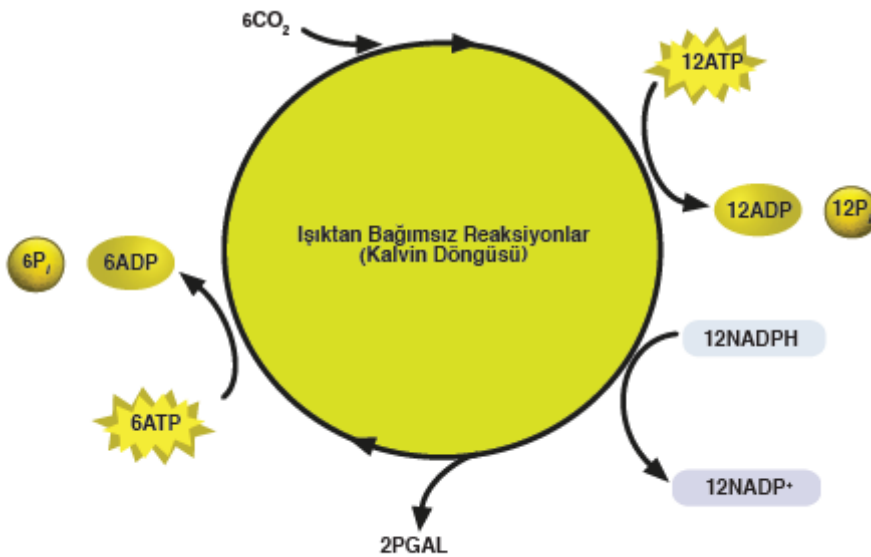 6CO₂
12ATP
12ADP
12Pᵢ
Işıktan Bağımsız Reaksiyonlar
(Kalvin Döngüsü)
6Pᵢ
6ADP
12NADPH
6ATP
12NADP⁺
2PGAL